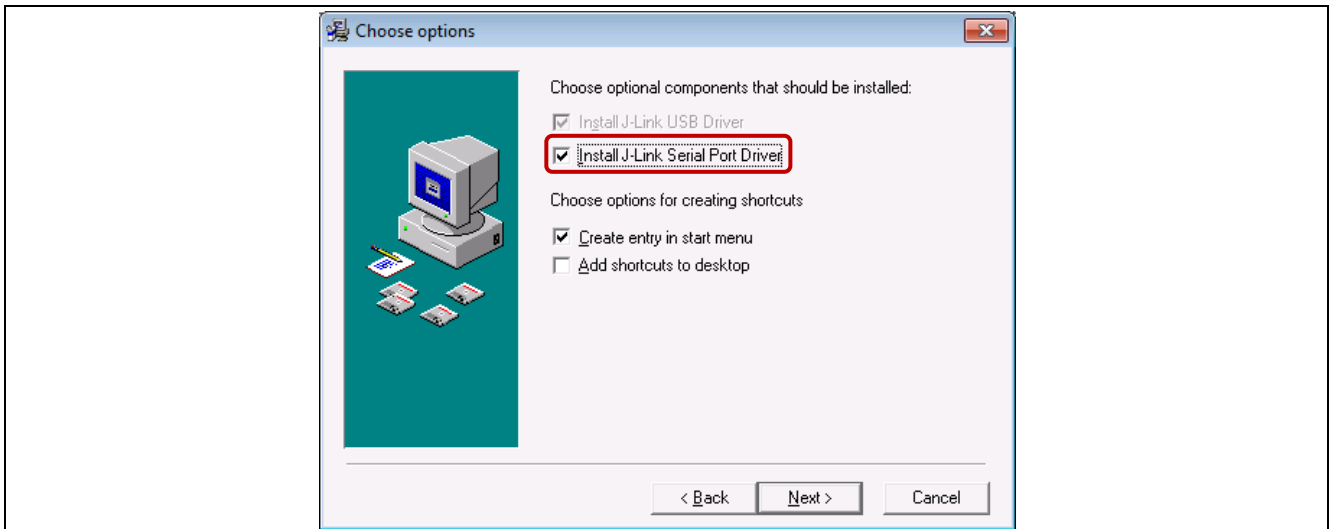 Choose options
Choose optional components that should be installed:
Install J-Link USB Driver
Install J-Link Serial Port Driver
Choose options for creating shortcuts
Create entry in start menu
Add shortcuts to desktop
< Back Next > Cancel